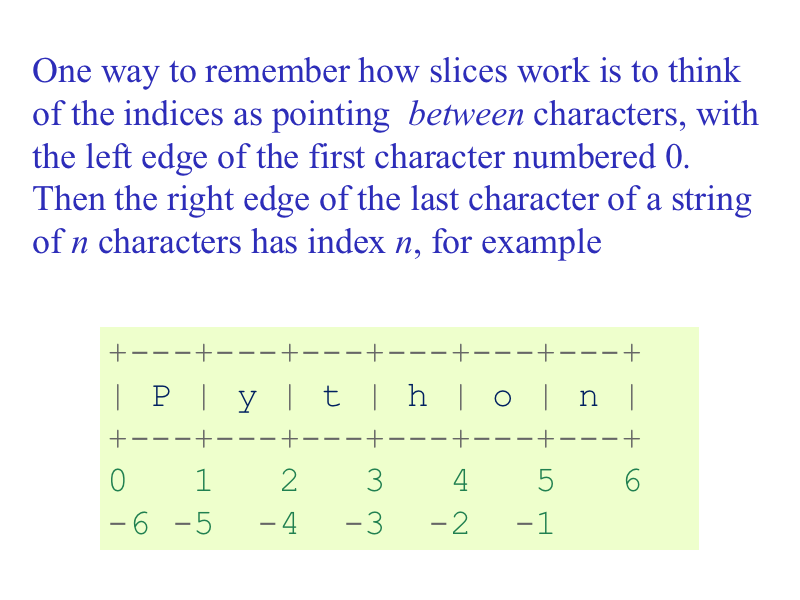 One way to remember how slices work is to think
of the indices as pointing  between characters, with
the left edge of the first character numbered 0.
Then the right edge of the last character of a string
of n characters has index n, for example
+---+---+---+---+---+---+
| P | y | t | h | o | n |
+---+---+---+---+---+---+
0   1   2   3   4   5   6
-6 -5  -4  -3  -2  -1